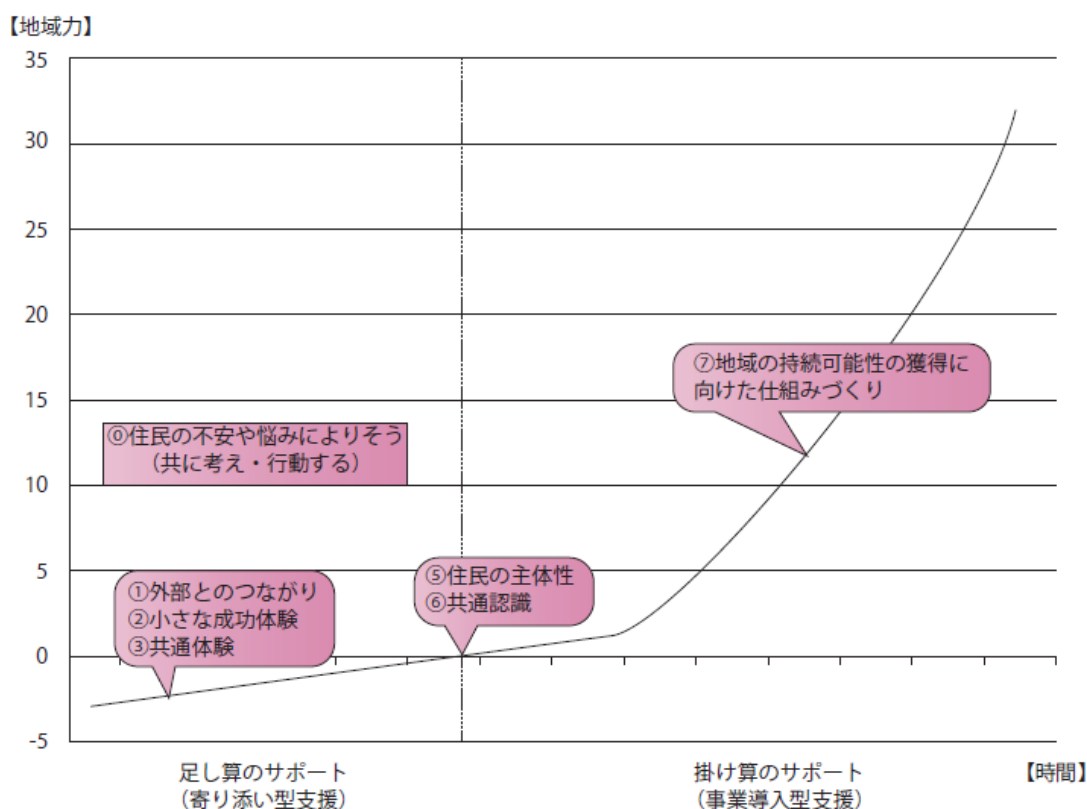 【地域力】
35
30
25
20
15
10
5
0
-5
⓪住民の不安や悩みによりそう
(共に考え・行動する)
①外部とのつながり
②小さな成功体験
③共通体験
⑤住民の主体性
⑥共通認識
⑦地域の持続可能性の獲得に
向けた仕組みづくり
足し算のサポート
(寄り添い型支援)
掛け算のサポート
(事業導入型支援)
【時間】